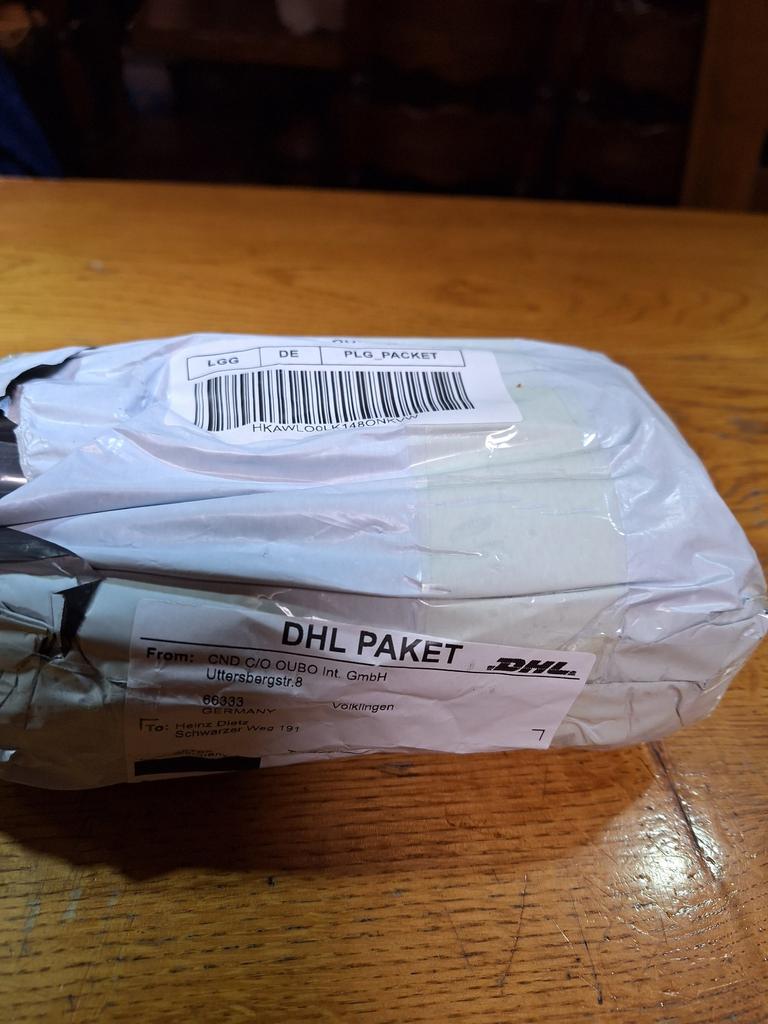 LGG DE PLG_PACKET
DHL PAKET
DHL
From: CND C/O OUBO Int. GmbH
Uttersbergstr.8
66333 Völklingen
GERMANY
To: Heinz Dietz
Schwarzer Weg 191